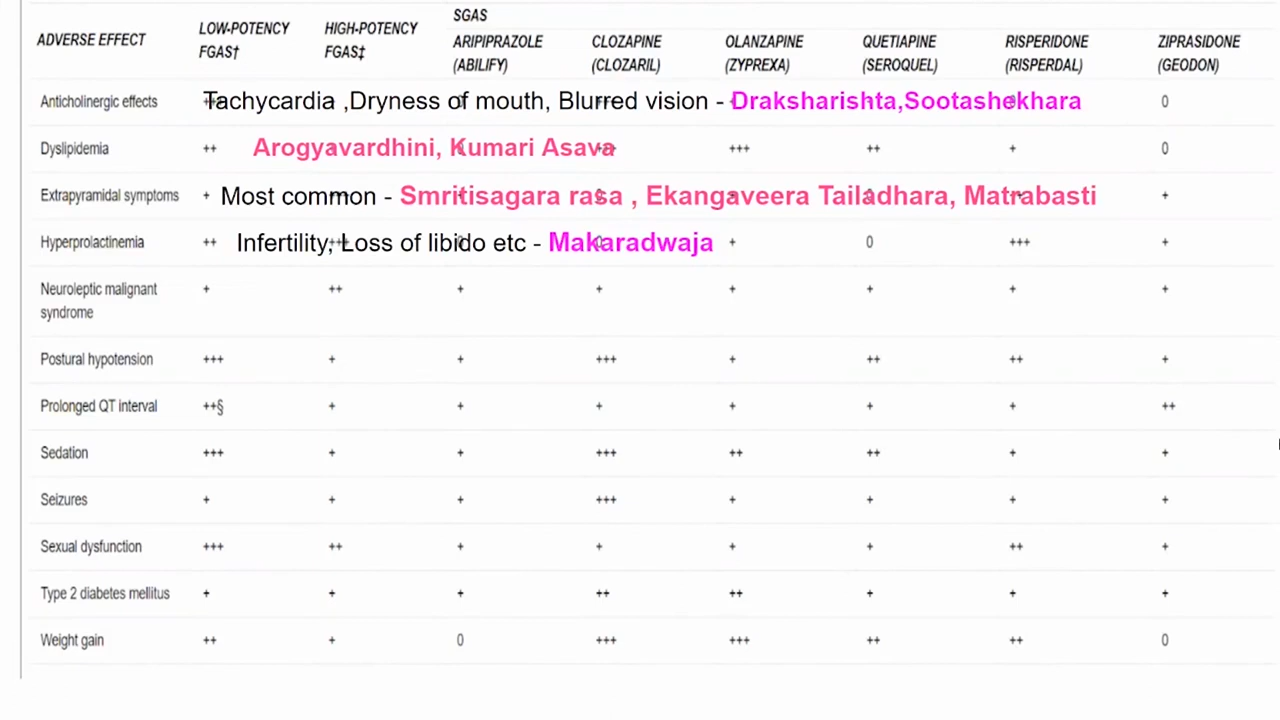 SGAS
ADVERSE EFFECT LOW-POTENCY FGAS† HIGH-POTENCY FGAS‡ ARIPIPRAZOLE (ABILIFY) CLOZAPINE (CLOZARIL) OLANZAPINE (ZYPREXA) QUETIAPINE (SEROQUEL) RISPERIDONE (RISPERDAL) ZIPRASIDONE (GEODON)
Anticholinergic effects Tachycardia ,Dryness of mouth, Blurred vision - Draksharishta,Sootashekhara 0
Dyslipidemia ++ Arogyavardhini, Kumari Asava +++ ++ + 0
Extrapyramidal symptoms + Most common - Smritisagara rasa , Ekangaveera Tailadhara, Matrabasti +
Hyperprolactinemia ++ Infertility, Loss of libido etc - Makaradwaja + 0 +++ +
Neuroleptic malignant syndrome + ++ + + + + + +
Postural hypotension +++ + + +++ + ++ ++ +
Prolonged QT interval ++§ + + + + + + ++
Sedation +++ + + +++ ++ ++ + +
Seizures + + + +++ + + + +
Sexual dysfunction +++ ++ + + + + ++ +
Type 2 diabetes mellitus + + + ++ ++ + + +
Weight gain ++ + 0 +++ +++ ++ ++ 0